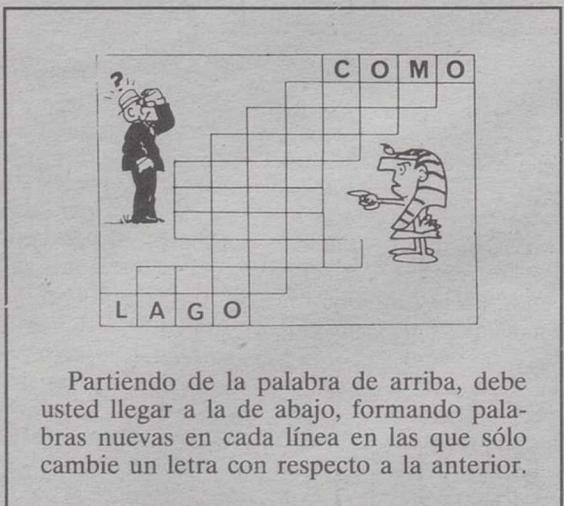 ?
COMO
LAGO
Partiendo de la palabra de arriba, debe
usted llegar a la de abajo, formando pala-
bras nuevas en cada línea en las que sólo
cambie un letra con respecto a la anterior.